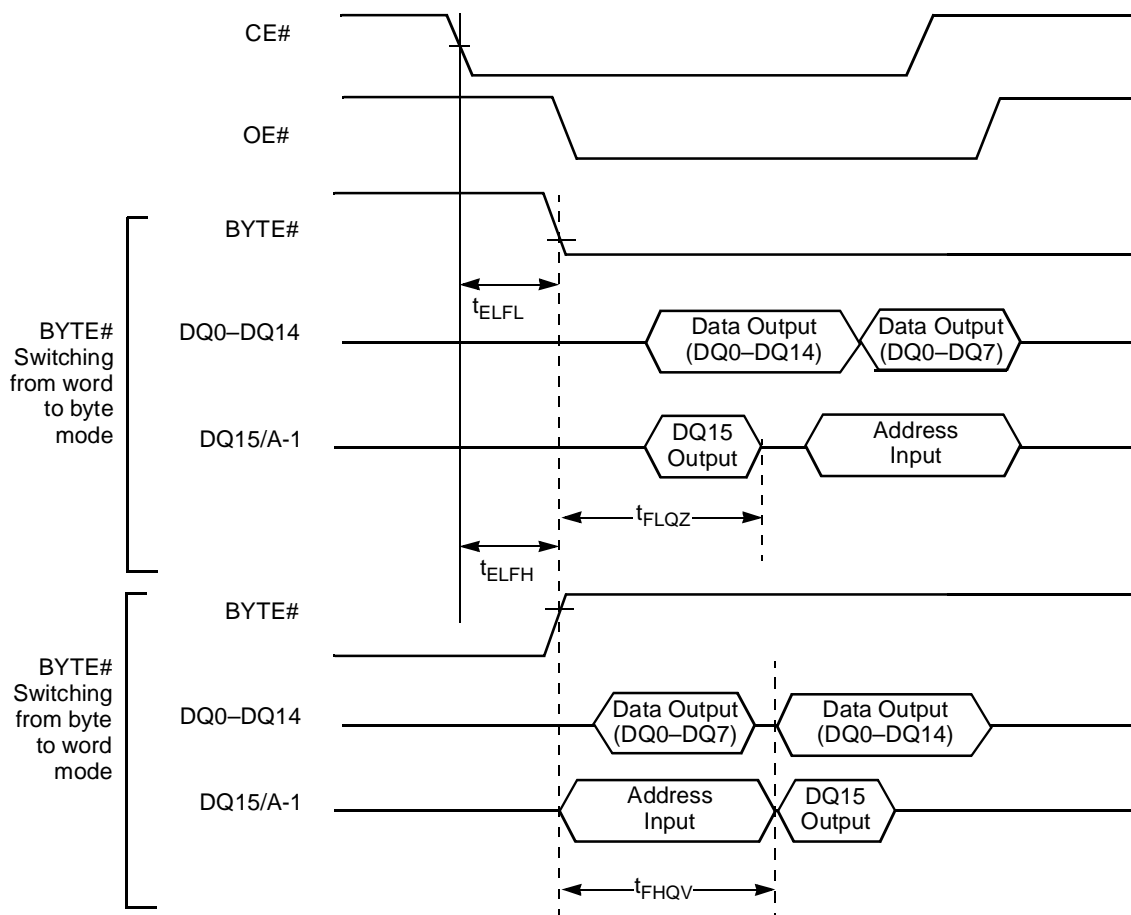 CE#
OE#
BYTE#
tELFL
BYTE#
Switching
from word
to byte
mode
DQ0–DQ14
Data Output
(DQ0–DQ14)
Data Output
(DQ0–DQ7)
DQ15/A-1
DQ15
Output
Address
Input
tFLQZ
tELFH
BYTE#
BYTE#
Switching
from byte
to word
mode
DQ0–DQ14
Data Output
(DQ0–DQ7)
Data Output
(DQ0–DQ14)
DQ15/A-1
Address
Input
DQ15
Output
tFHQV